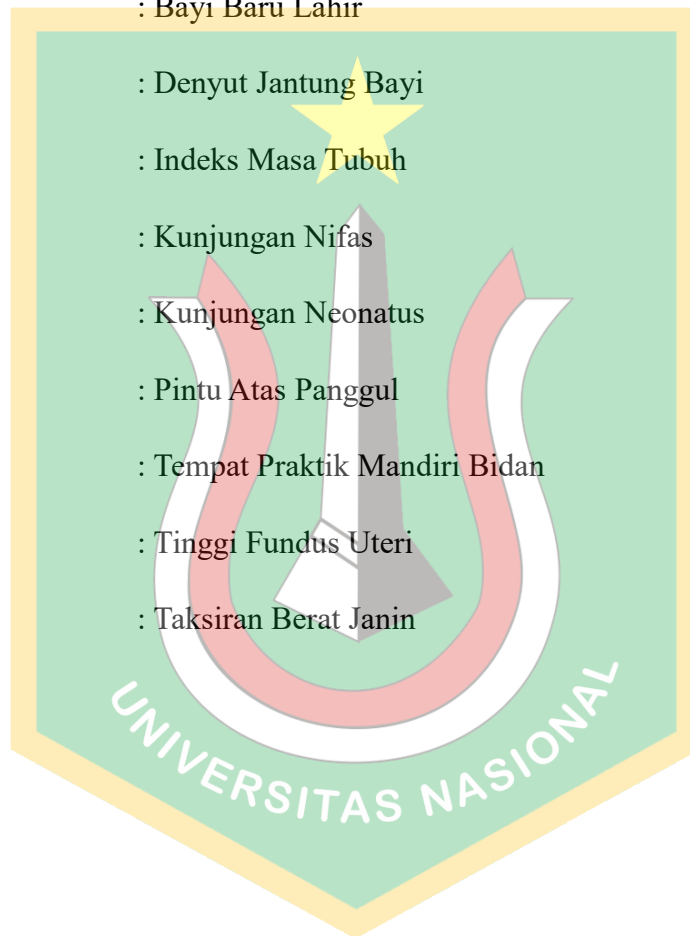 : Bayi Baru Lahir
: Denyut Jantung Bayi
: Indeks Masa Tubuh
: Kunjungan Nifas
: Kunjungan Neonatus
: Pintu Atas Panggul
: Tempat Praktik Mandiri Bidan
: Tinggi Fundus Uteri
: Taksiran Berat Janin
UNIVERSITAS NASIONAL